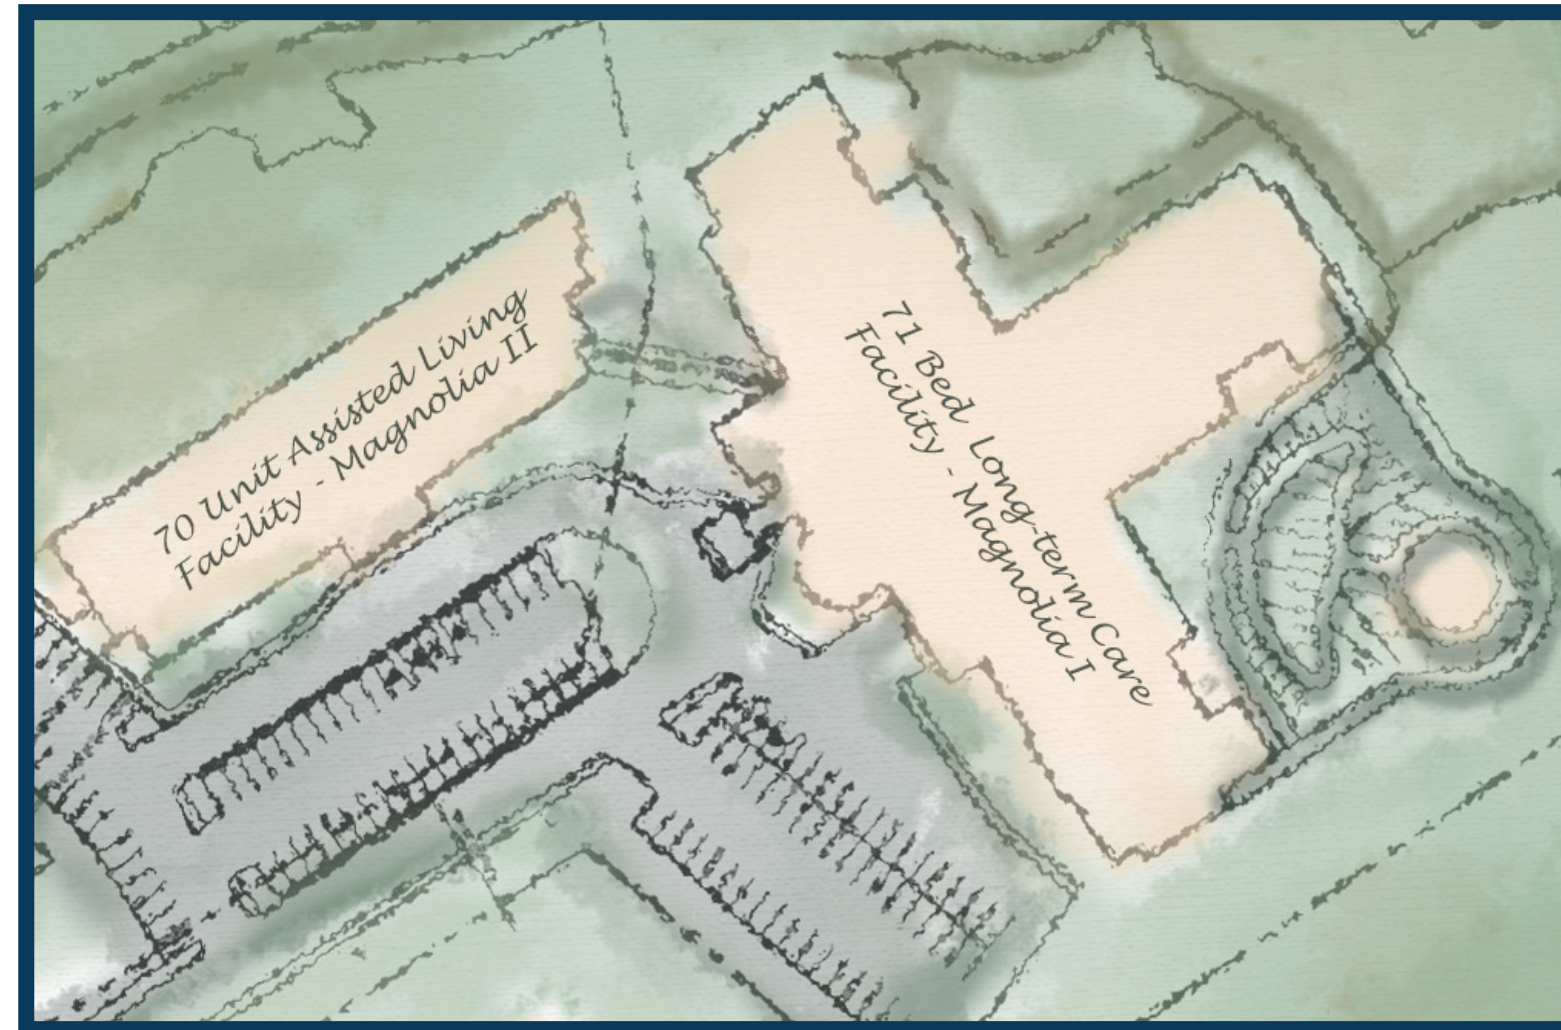 70 Unit Assisted Living
Facility - Magnolia II
71 Bed Long-term Care
Facility - Magnolia I